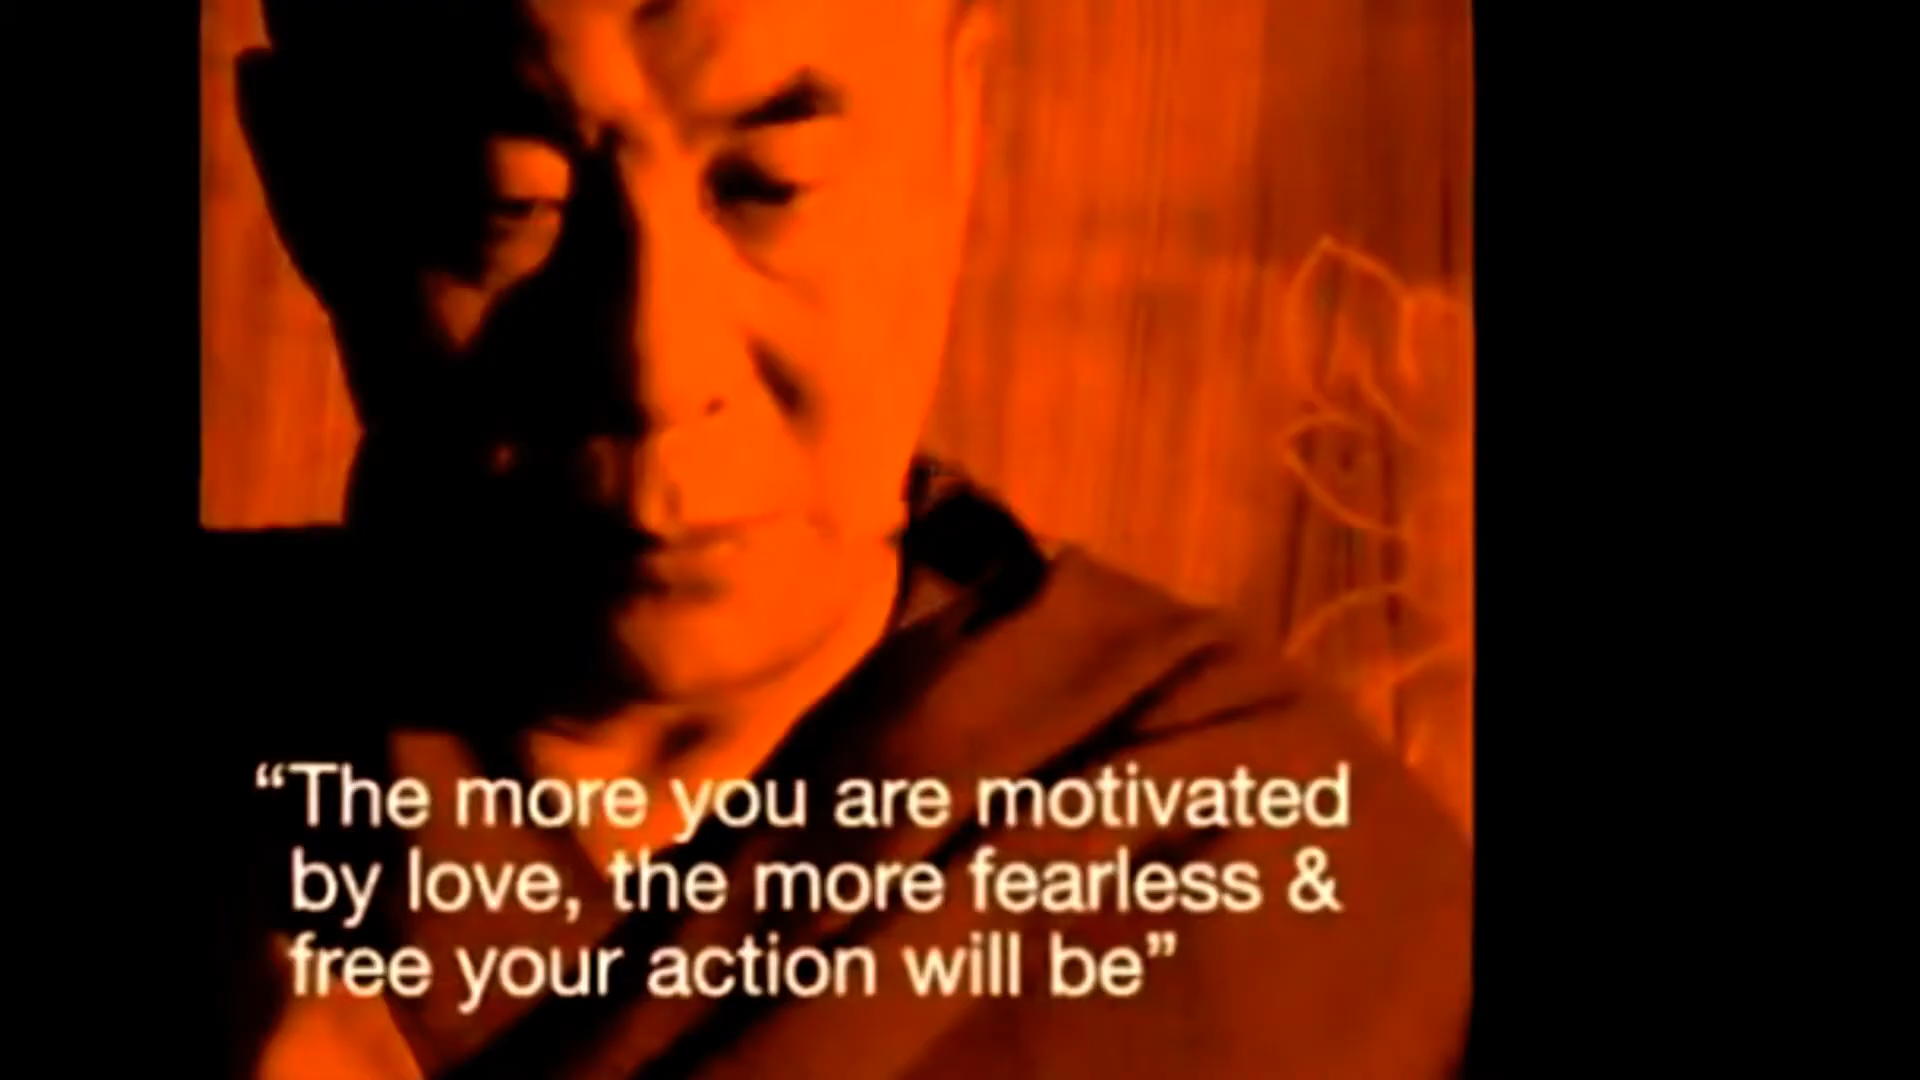 “The more you are motivated
by love, the more fearless &
free your action will be”